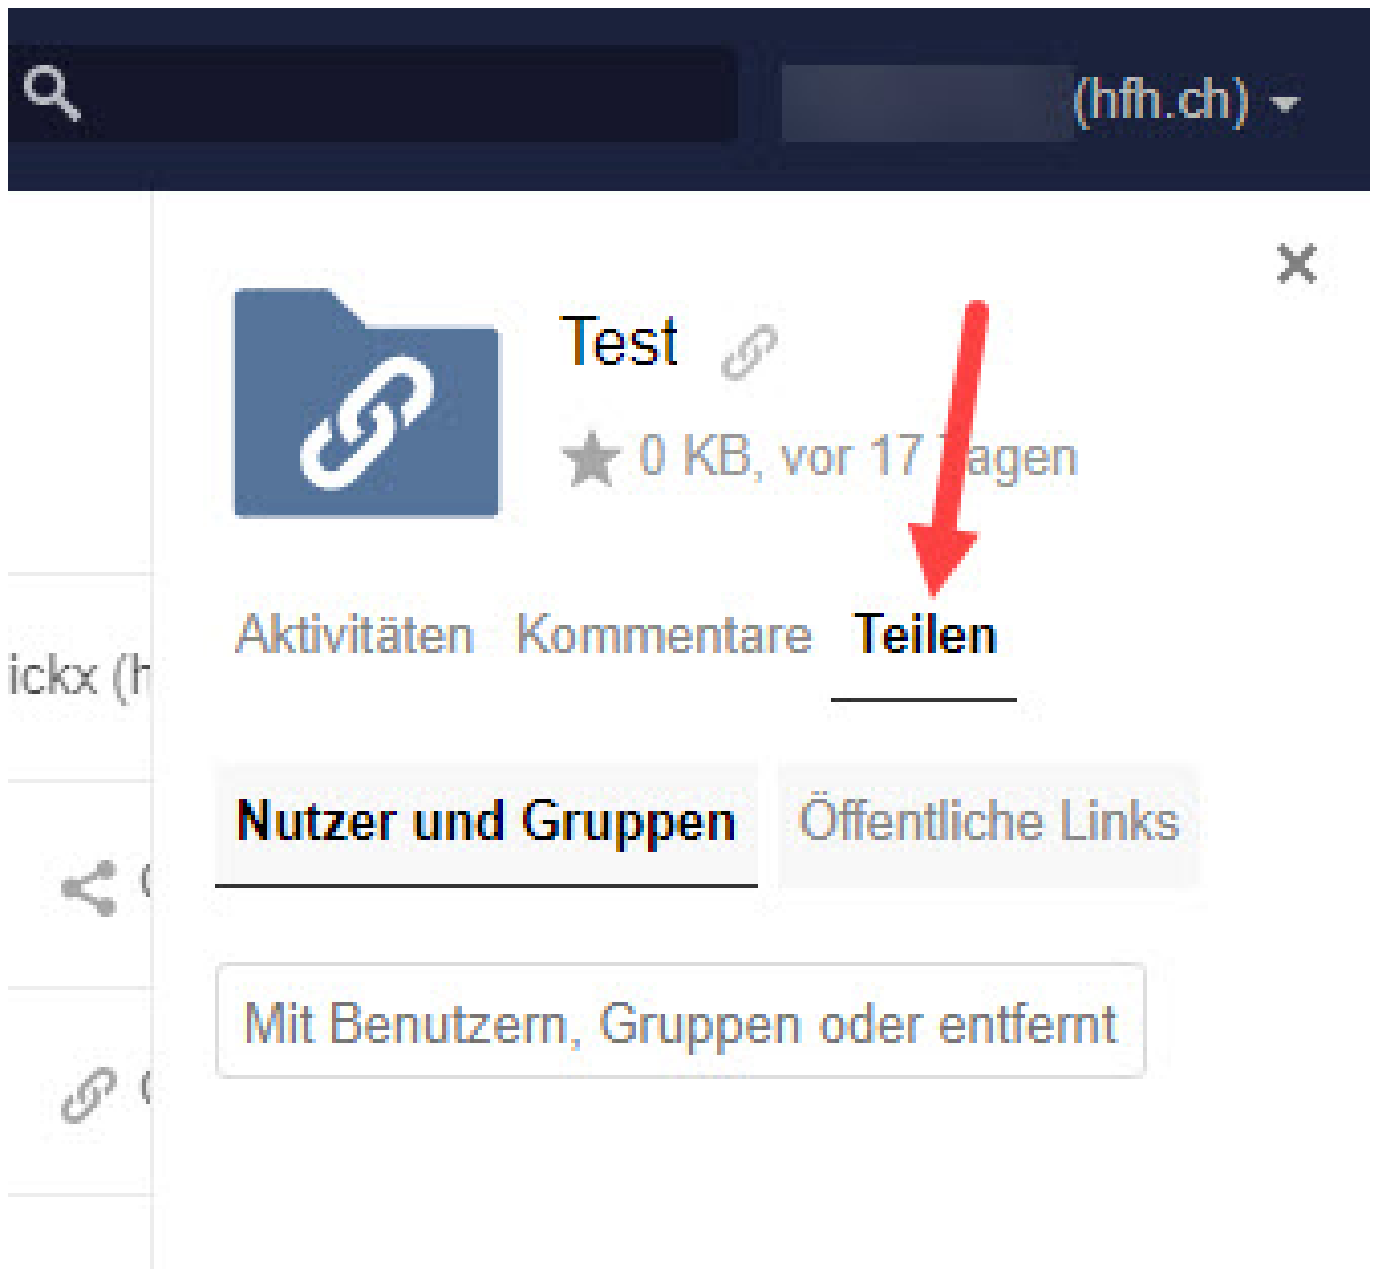 (hfh.ch)
Test
0 KB, vor 17 Tagen
Aktivitäten Kommentare Teilen
ickx (h
Nutzer und Gruppen Öffentliche Links
Mit Benutzern, Gruppen oder entfernt